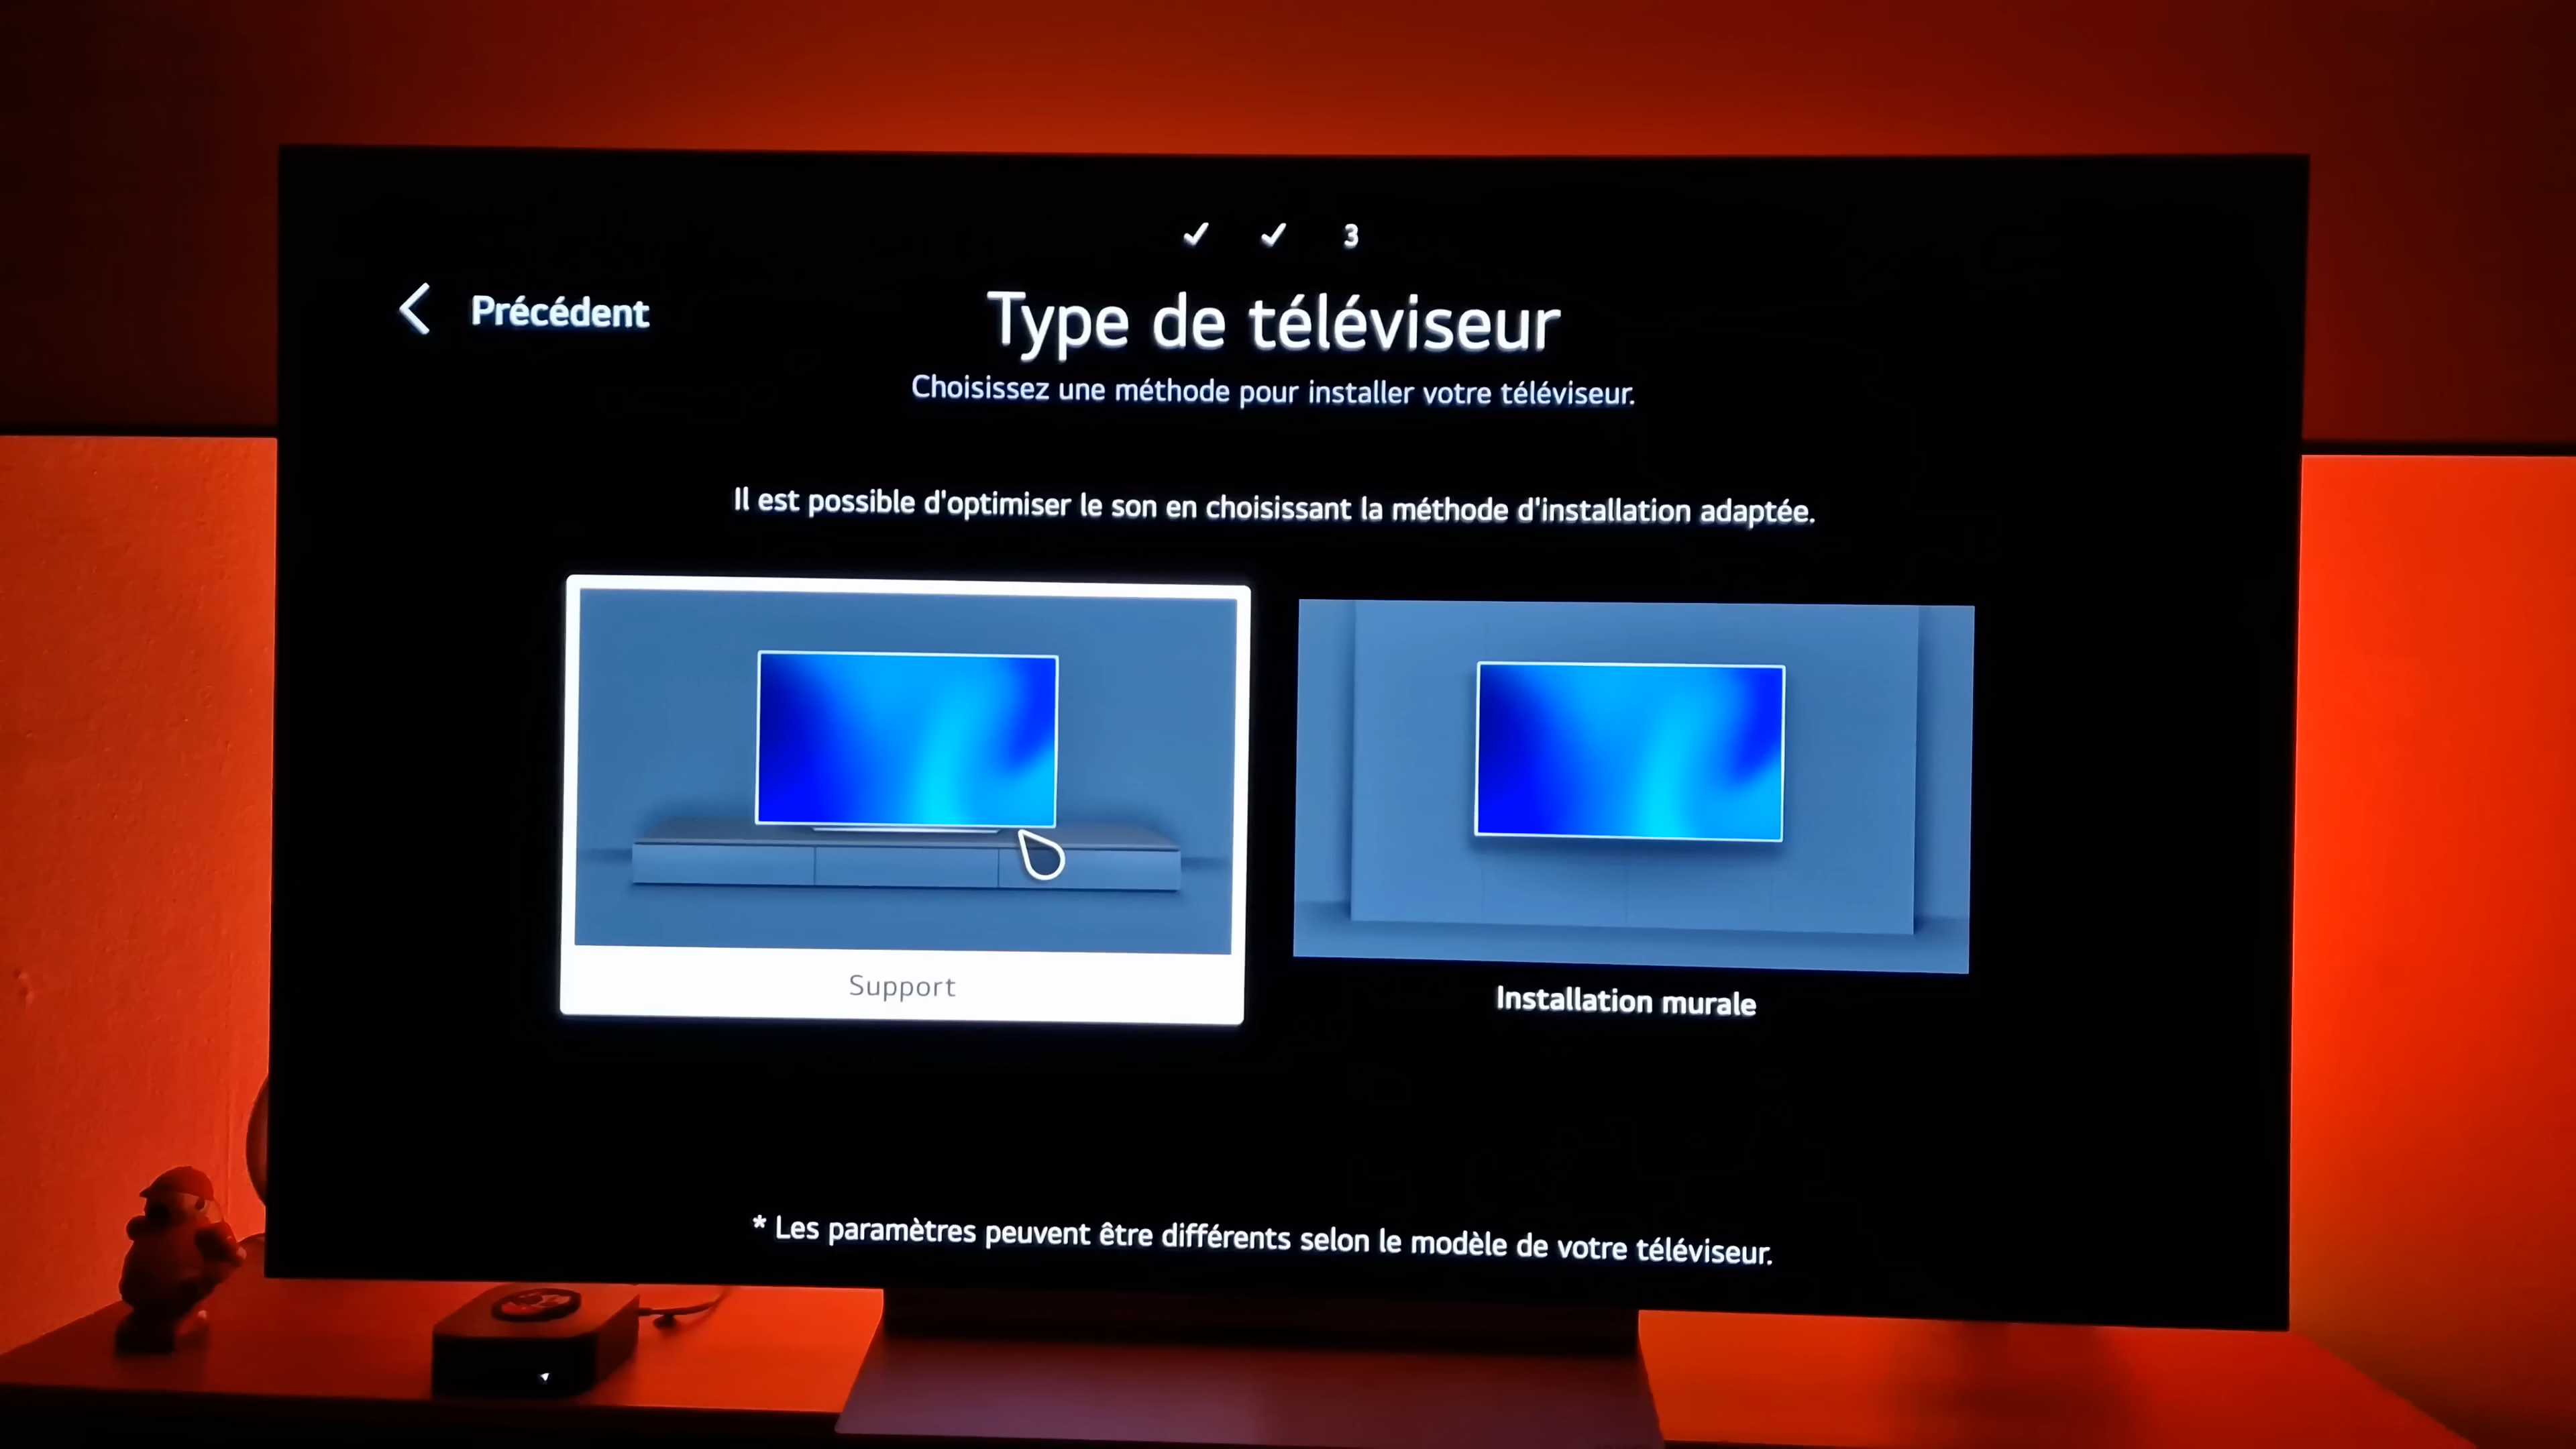 3
Précédent
Type de téléviseur
Choisissez une méthode pour installer votre téléviseur.
Il est possible d'optimiser le son en choisissant la méthode d'installation adaptée.
Support
Installation murale
* Les paramètres peuvent être différents selon le modèle de votre téléviseur.